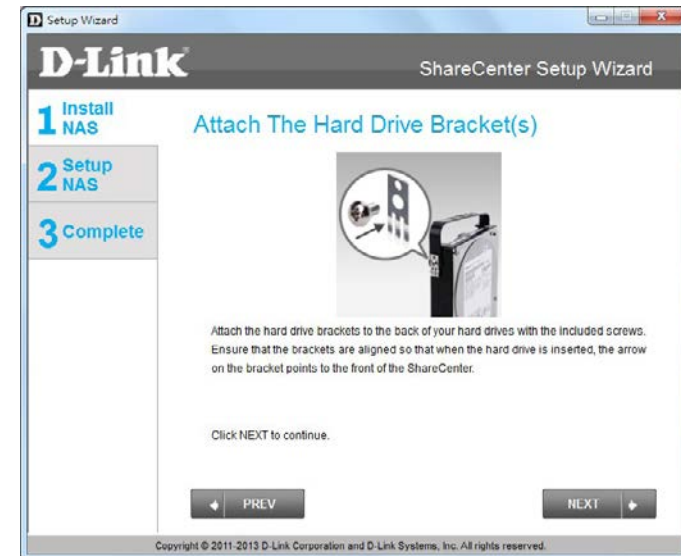 Setup Wizard
D-Link
ShareCenter Setup Wizard
1 Install NAS
2 Setup NAS
3 Complete
Attach The Hard Drive Bracket(s)
Attach the hard drive brackets to the back of your hard drives with the included screws.
Ensure that the brackets are aligned so that when the hard drive is inserted, the arrow
on the bracket points to the front of the ShareCenter.
Click NEXT to continue.
PREV
NEXT
Copyright © 2011-2013 D-Link Corporation and D-Link Systems, Inc. All rights reserved.